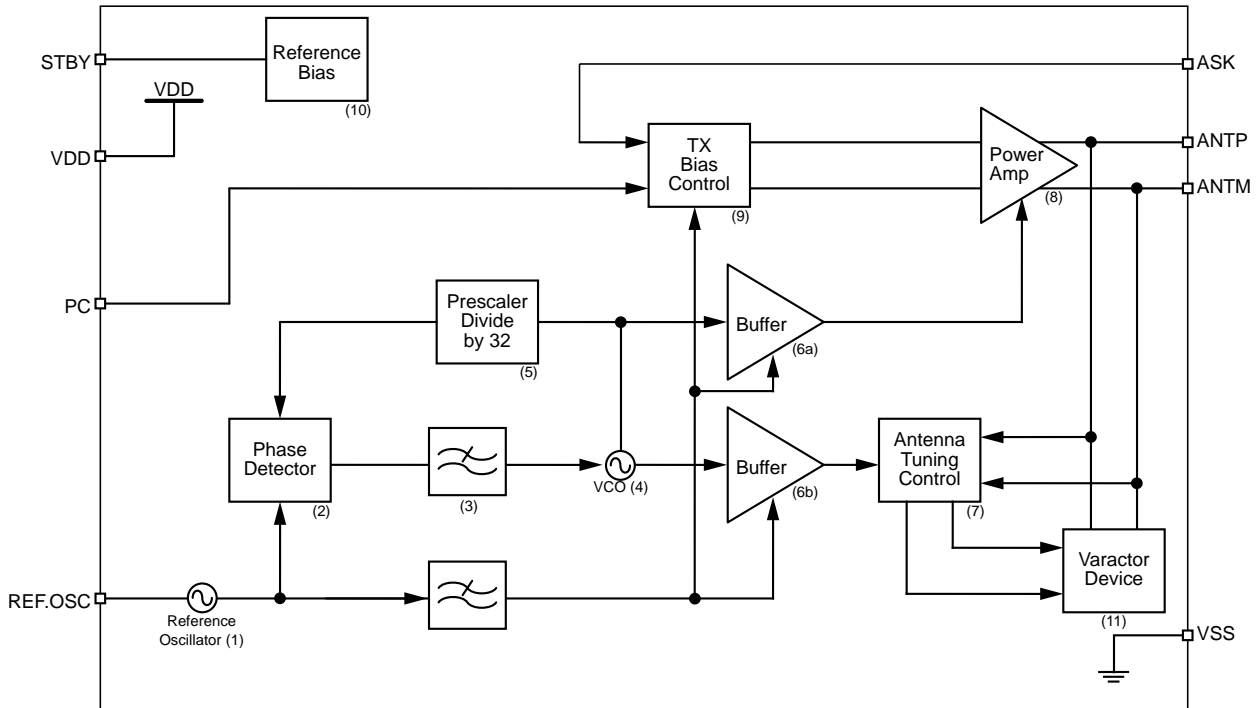 STBY
Reference
Bias
(10)
ASK
VDD
VDD
TX
Bias
Control
(9)
Power
Amp
(8)
ANTP
ANTM
PC
Prescaler
Divide
by 32
(5)
Buffer
(6a)
Phase
Detector
(2)
(3)
VCO (4)
Buffer
(6b)
Antenna
Tuning
Control
(7)
Varactor
Device
(11)
REF.OSC
Reference
Oscillator (1)
VSS